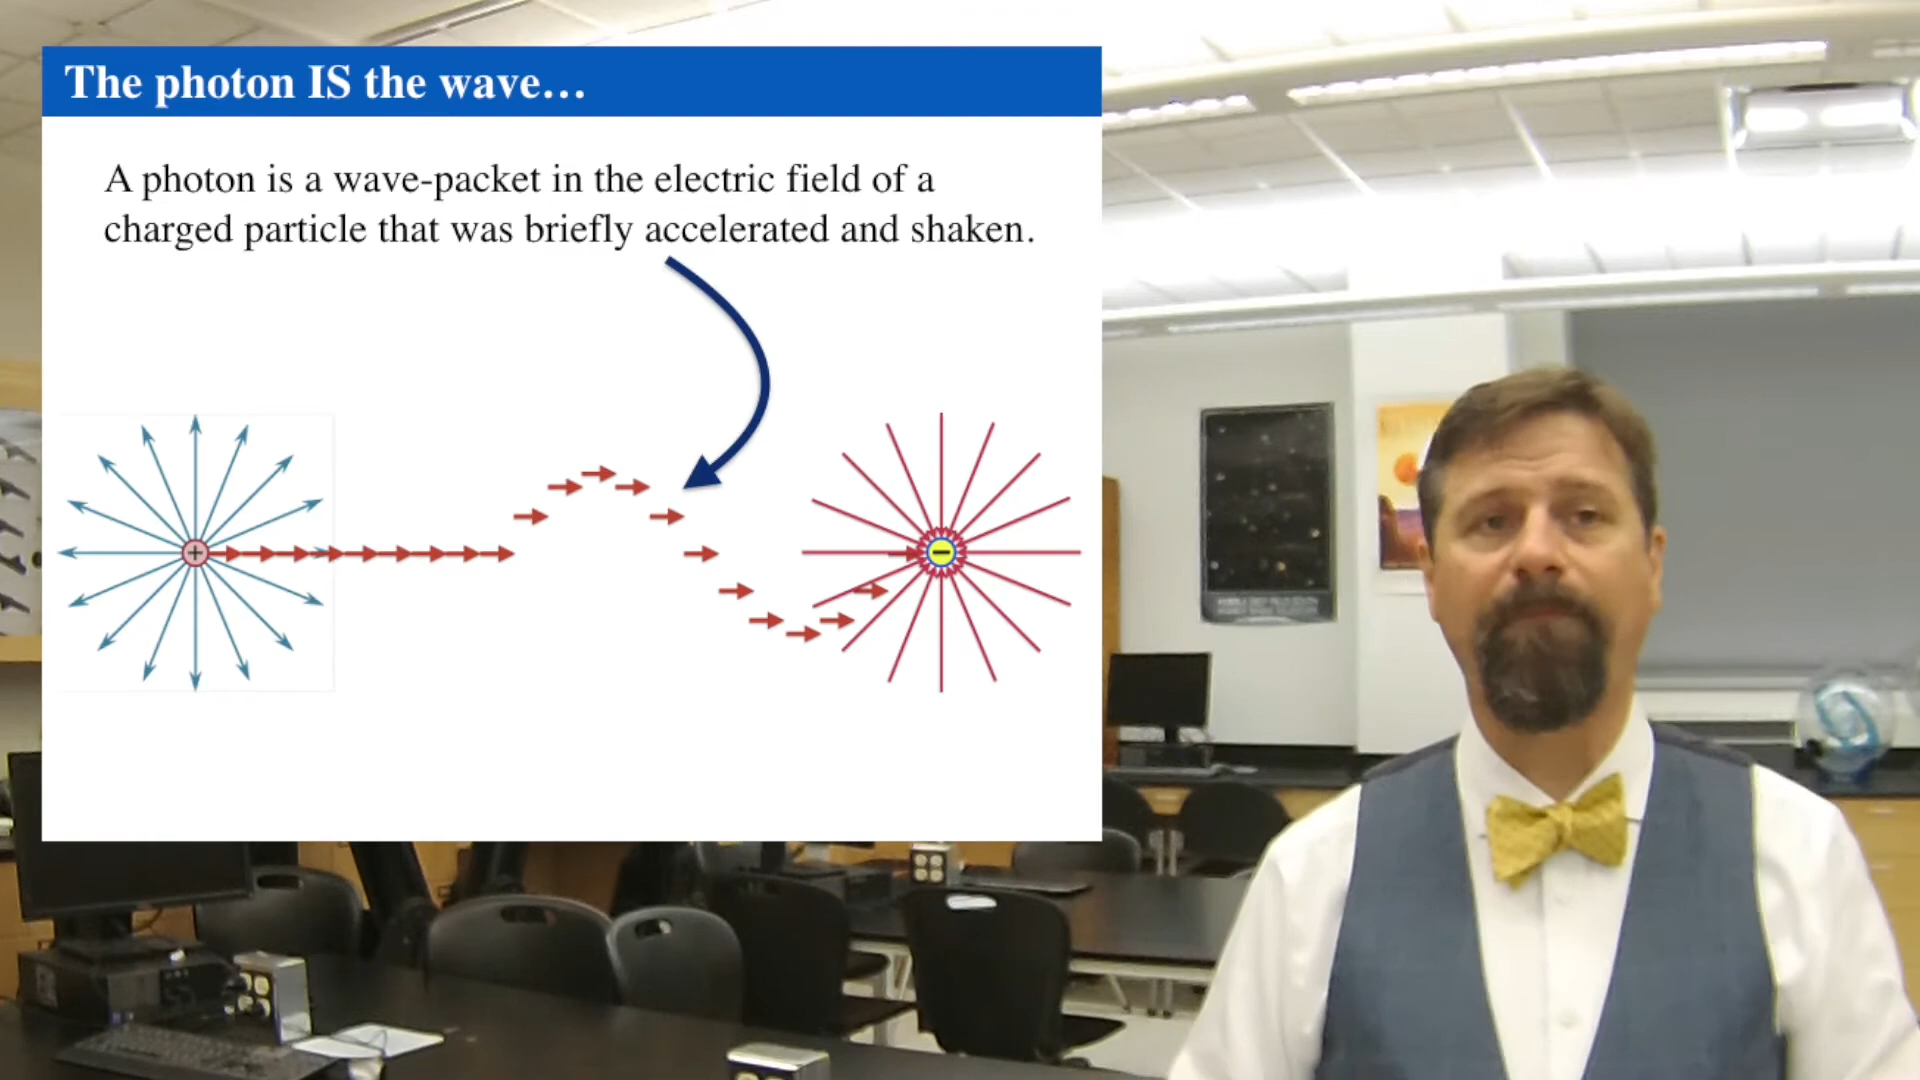 The photon IS the wave…
A photon is a wave-packet in the electric field of a
charged particle that was briefly accelerated and shaken.
+
−